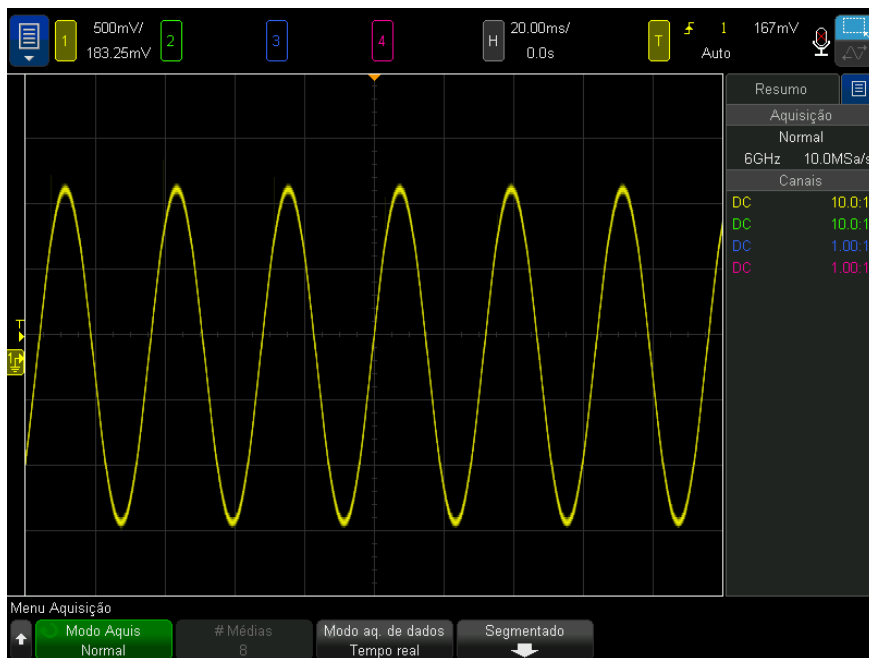 1 500mV/ 2 3 4 H 20.00ms/ T 1 167mV
183.25mV 0.0s Auto
Resumo
Aquisição
Normal
6GHz 10.0MSa/s
Canais
DC 10.0:1
DC 10.0:1
DC 1.00:1
DC 1.00:1
T
1
Menu Aquisição
Modo Aquis # Médias Modo aq. de dados Segmentado
Normal 8 Tempo real